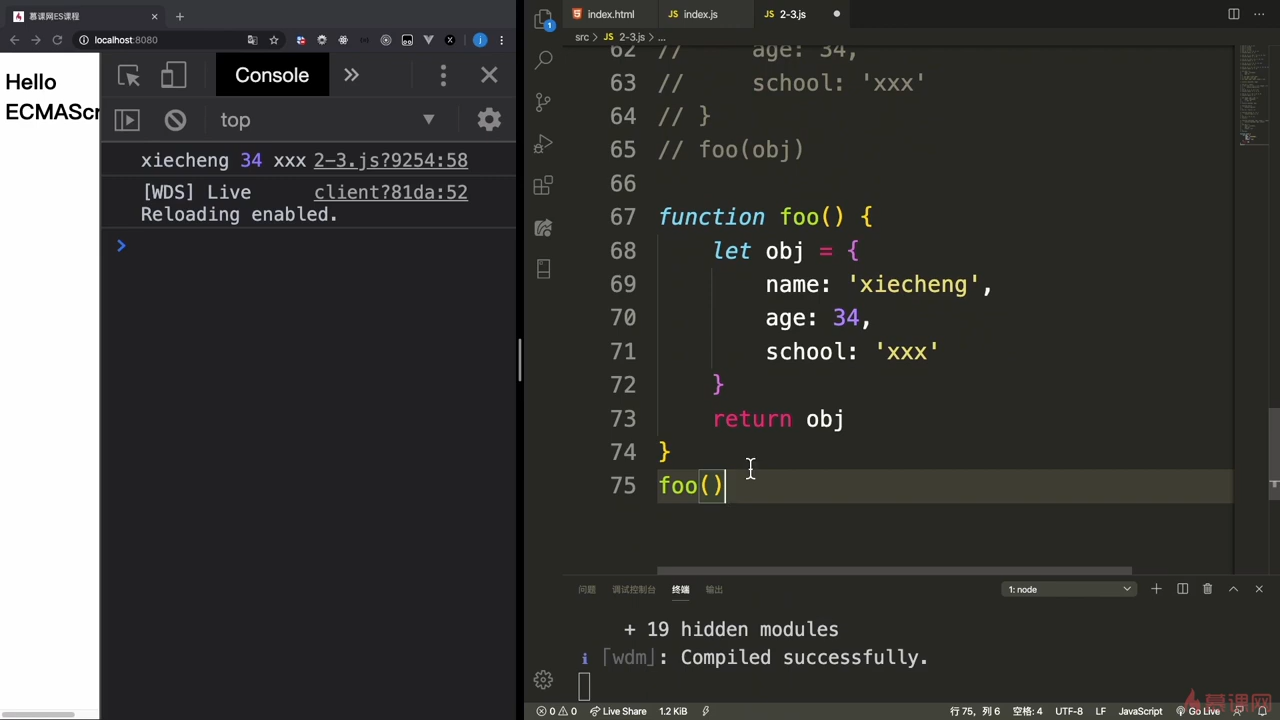 慕课网ES课程
localhost:8080
Hello
ECMAScr
Console
top
xiecheng 34 xxx 2-3.js?9254:58
[WDS] Live client?81da:52
Reloading enabled.
index.html
index.js
2-3.js
src > JS 2-3.js > ...
62 // age: 34,
63 // school: 'xxx'
64 // }
65 // foo(obj)
66
67 function foo() {
68 let obj = {
69 name: 'xiecheng',
70 age: 34,
71 school: 'xxx'
72 }
73 return obj
74 }
75 foo()
问题 调试控制台 终端 输出 1: node
+ 19 hidden modules
i ｢wdm｣: Compiled successfully.
0 0 Live Share 1.2 KiB 行 75，列 6 空格: 4 UTF-8 LF JavaScript Go Live
慕课网